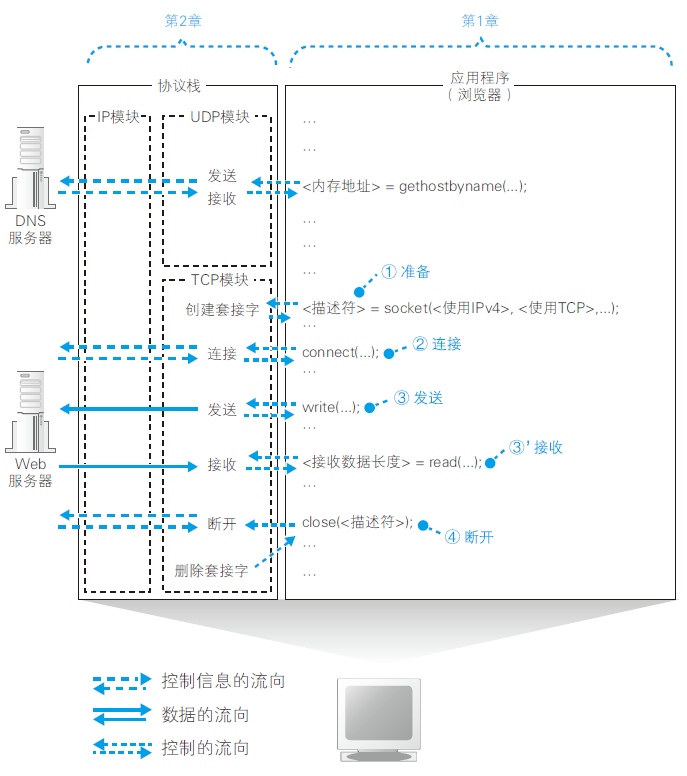 第2章
第1章
协议栈
应用程序
（ 浏览器 ）
IP模块
UDP模块
…
…
发送
接收
<内存地址> = gethostbyname(…);
DNS
服务器
…
…
…
TCP模块
① 准备
创建套接字
<描述符> = socket(<使用IPv4>, <使用TCP>,…);
…
② 连接
连接
connect(…);
…
③ 发送
发送
write(…);
…
③’ 接收
Web
服务器
接收
<接收数据长度> = read(…);
…
断开
close(<描述符>);
④ 断开
…
删除套接字
…
控制信息的流向
数据的流向
控制的流向